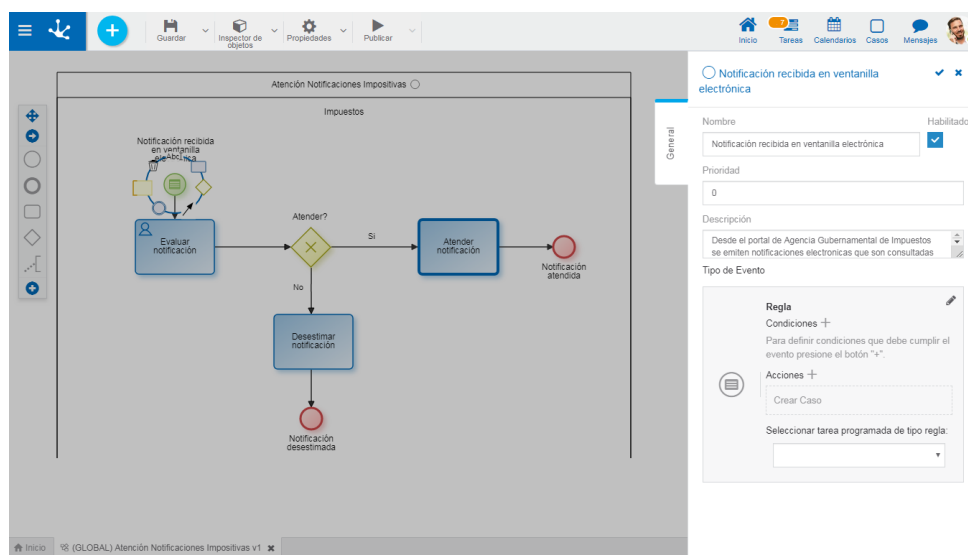 Guardar
Inspector de
objetos
Propiedades
Publicar
Inicio
7
Tareas
Calendarios
Casos
Mensajes
Atención Notificaciones Impositivas
Impuestos
Notificación recibida
en ventanilla
Abc
Evaluar
notificación
Atender?
Si
No
Atender
notificación
Notificación
atendida
Desestimar
notificación
Notificación
desestimada
General
Notificación recibida en ventanilla
electrónica
Nombre
Habilitado
Notificación recibida en ventanilla electrónica
Prioridad
0
Descripción
Desde el portal de Agencia Gubernamental de Impuestos
se emiten notificaciones electronicas que son consultadas
Tipo de Evento
Regla
Condiciones
Para definir condiciones que debe cumplir el
evento presione el botón "+".
Acciones
Crear Caso
Seleccionar tarea programada de tipo regla:
Inicio
(GLOBAL) Atención Notificaciones Impositivas v1